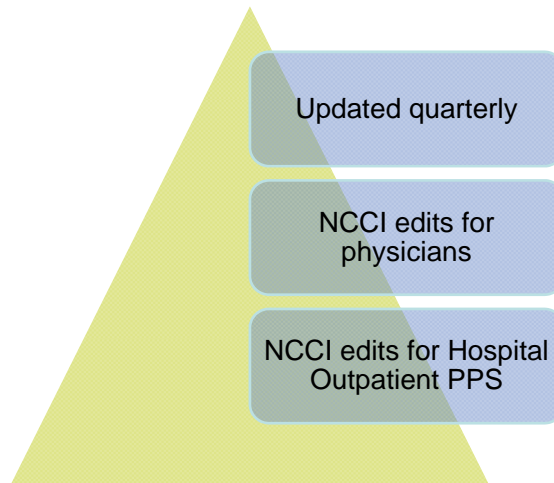 Updated quarterly
NCCI edits for
physicians
NCCI edits for Hospital
Outpatient PPS